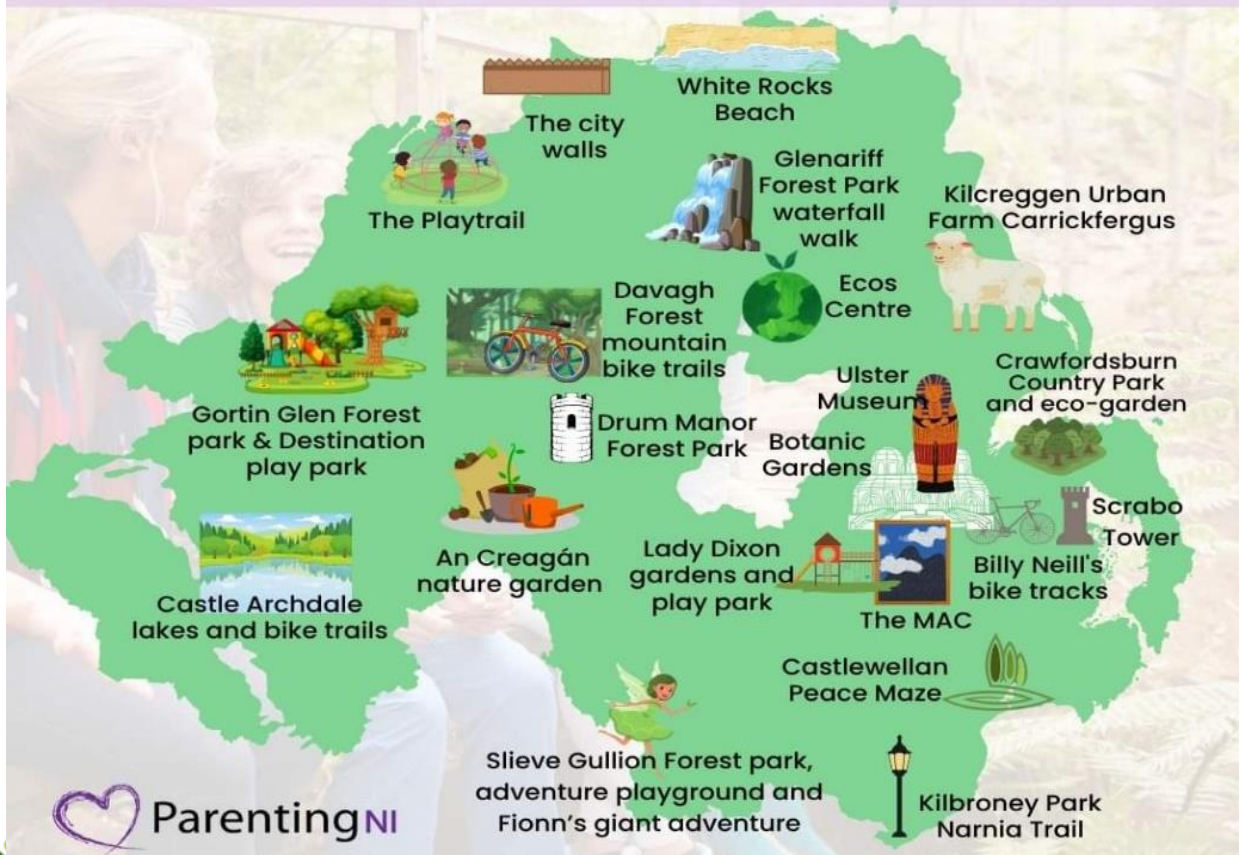 White Rocks
Beach
The city
walls
The Playtrail
Glenariff
Forest Park
waterfall
walk
Kilcreggen Urban
Farm Carrickfergus
Ecos
Centre
Davagh
Forest
mountain
bike trails
Gortin Glen Forest
park & Destination
play park
Drum Manor
Forest Park
Ulster
Museum
Crawfordsburn
Country Park
and eco-garden
Botanic
Gardens
Scrabo
Tower
An Creagán
nature garden
Lady Dixon
gardens and
play park
Billy Neill's
bike tracks
The MAC
Castle Archdale
lakes and bike trails
Castlewellan
Peace Maze
Slieve Gullion Forest park,
adventure playground and
Fionn's giant adventure
Kilbroney Park
Narnia Trail
Parenting NI